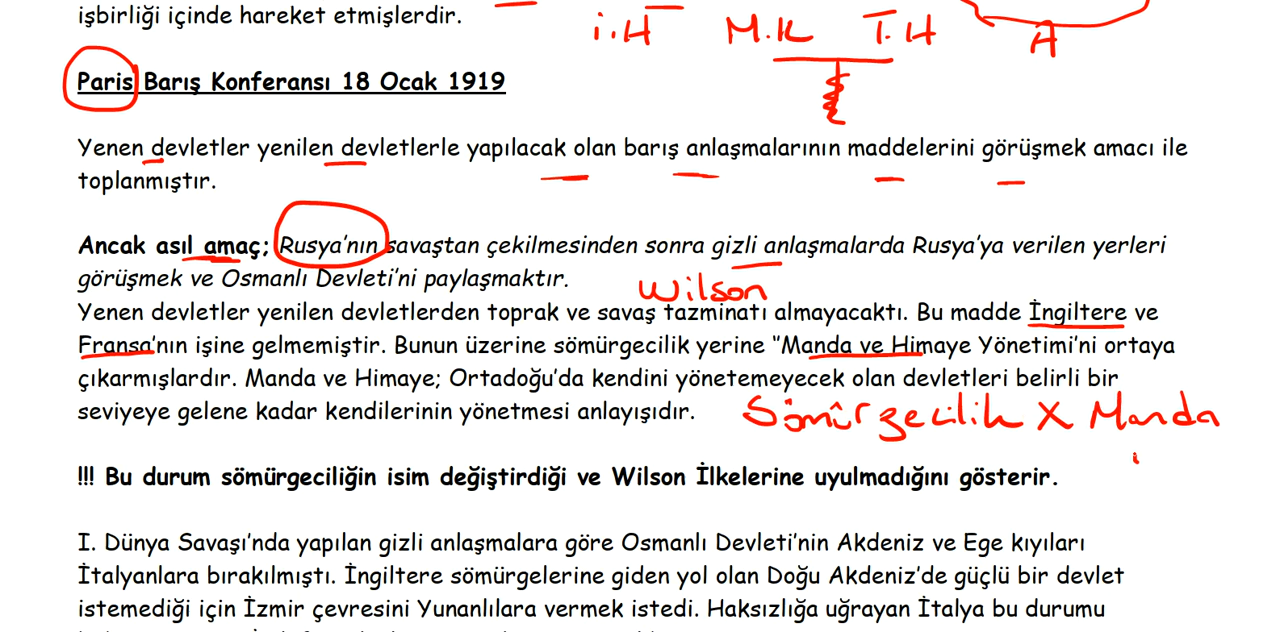 işbirliği içinde hareket etmişlerdir.
i.H M.K T.H A
Paris Barış Konferansı 18 Ocak 1919
Yenen devletler yenilen devletlerle yapılacak olan barış anlaşmalarının maddelerini görüşmek amacı ile
toplanmıştır.
Ancak asıl amaç; Rusya’nın savaştan çekilmesinden sonra gizli anlaşmalarda Rusya’ya verilen yerleri
görüşmek ve Osmanlı Devleti’ni paylaşmaktır.
Wilson
Yenen devletler yenilen devletlerden toprak ve savaş tazminatı almayacaktı. Bu madde İngiltere ve
Fransa’nın işine gelmemiştir. Bunun üzerine sömürgecilik yerine “Manda ve Himaye Yönetimi’ni ortaya
çıkarmışlardır. Manda ve Himaye; Ortadoğu’da kendini yönetemeyecek olan devletleri belirli bir
seviyeye gelene kadar kendilerinin yönetmesi anlayışıdır.
Sömürgecilik X Manda
!!! Bu durum sömürgeciliğin isim değiştirdiği ve Wilson İlkelerine uyulmadığını gösterir.
I. Dünya Savaşı’nda yapılan gizli anlaşmalara göre Osmanlı Devleti’nin Akdeniz ve Ege kıyıları
İtalyanlara bırakılmıştı. İngiltere sömürgelerine giden yol olan Doğu Akdeniz’de güçlü bir devlet
istemediği için İzmir çevresini Yunanlılara vermek istedi. Haksızlığa uğrayan İtalya bu durumu